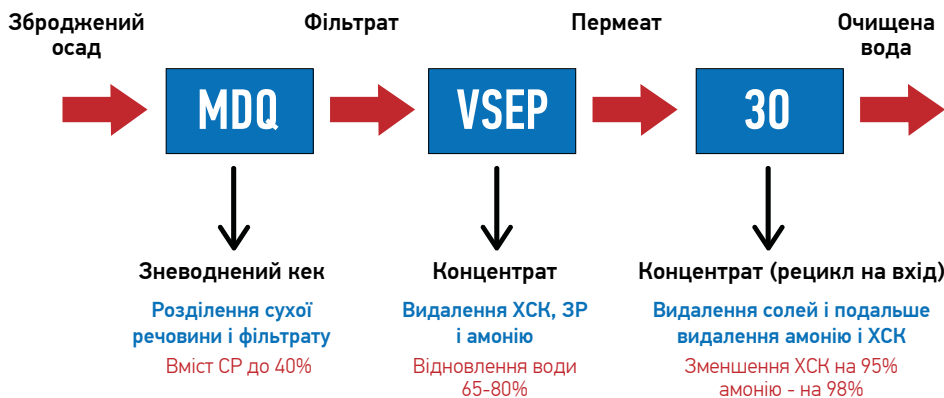 Зброджений
осад
Фільтрат
Пермеат
Очищена
вода
MDQ
VSEP
ЗО
Зневоднений кек
Розділення сухої
речовини і фільтрату
Вміст СР до 40%
Концентрат
Видалення ХСК, ЗР
і амонію
Відновлення води
65-80%
Концентрат (рецикл на вхід)
Видалення солей і подальше
видалення амонію і ХСК
Зменшення ХСК на 95%
амонію - на 98%